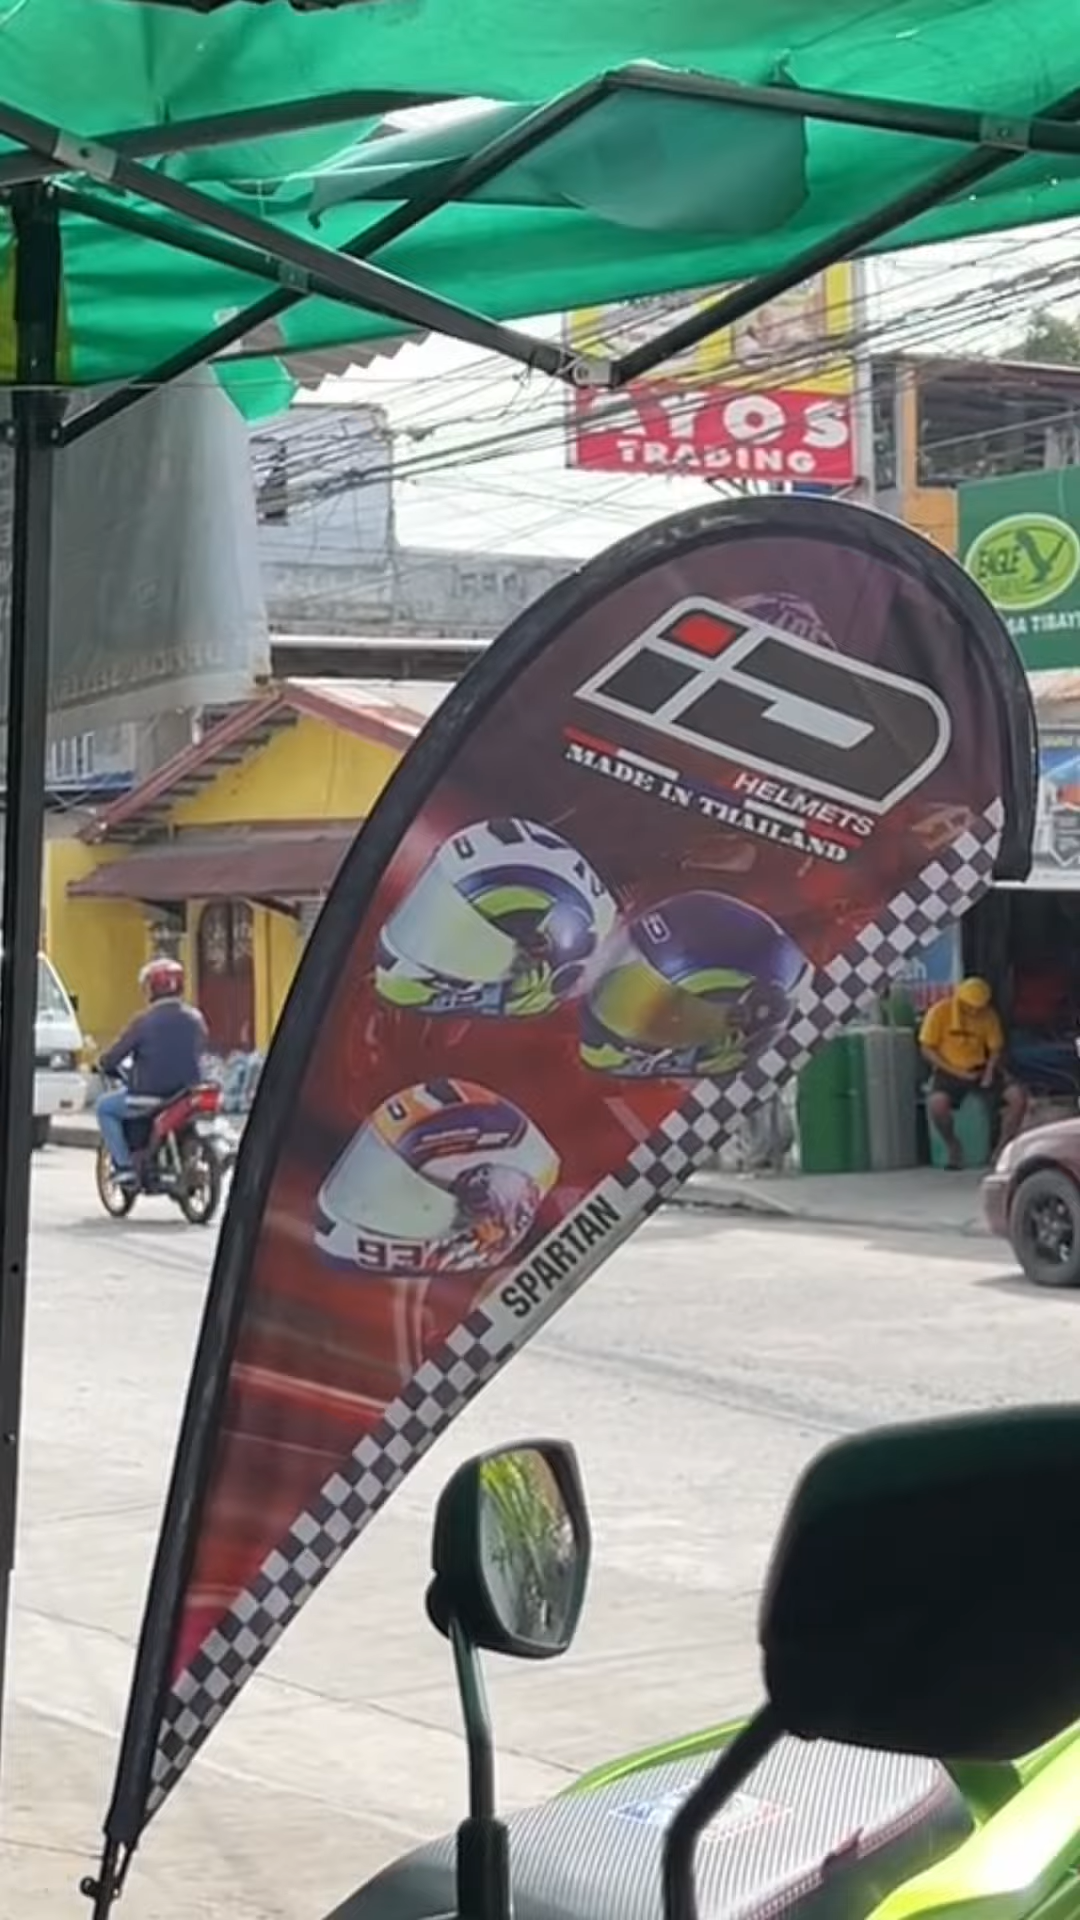 AYOS
TRADING
EAGLE
iD
HELMETS
MADE IN THAILAND
93
SPARTAN